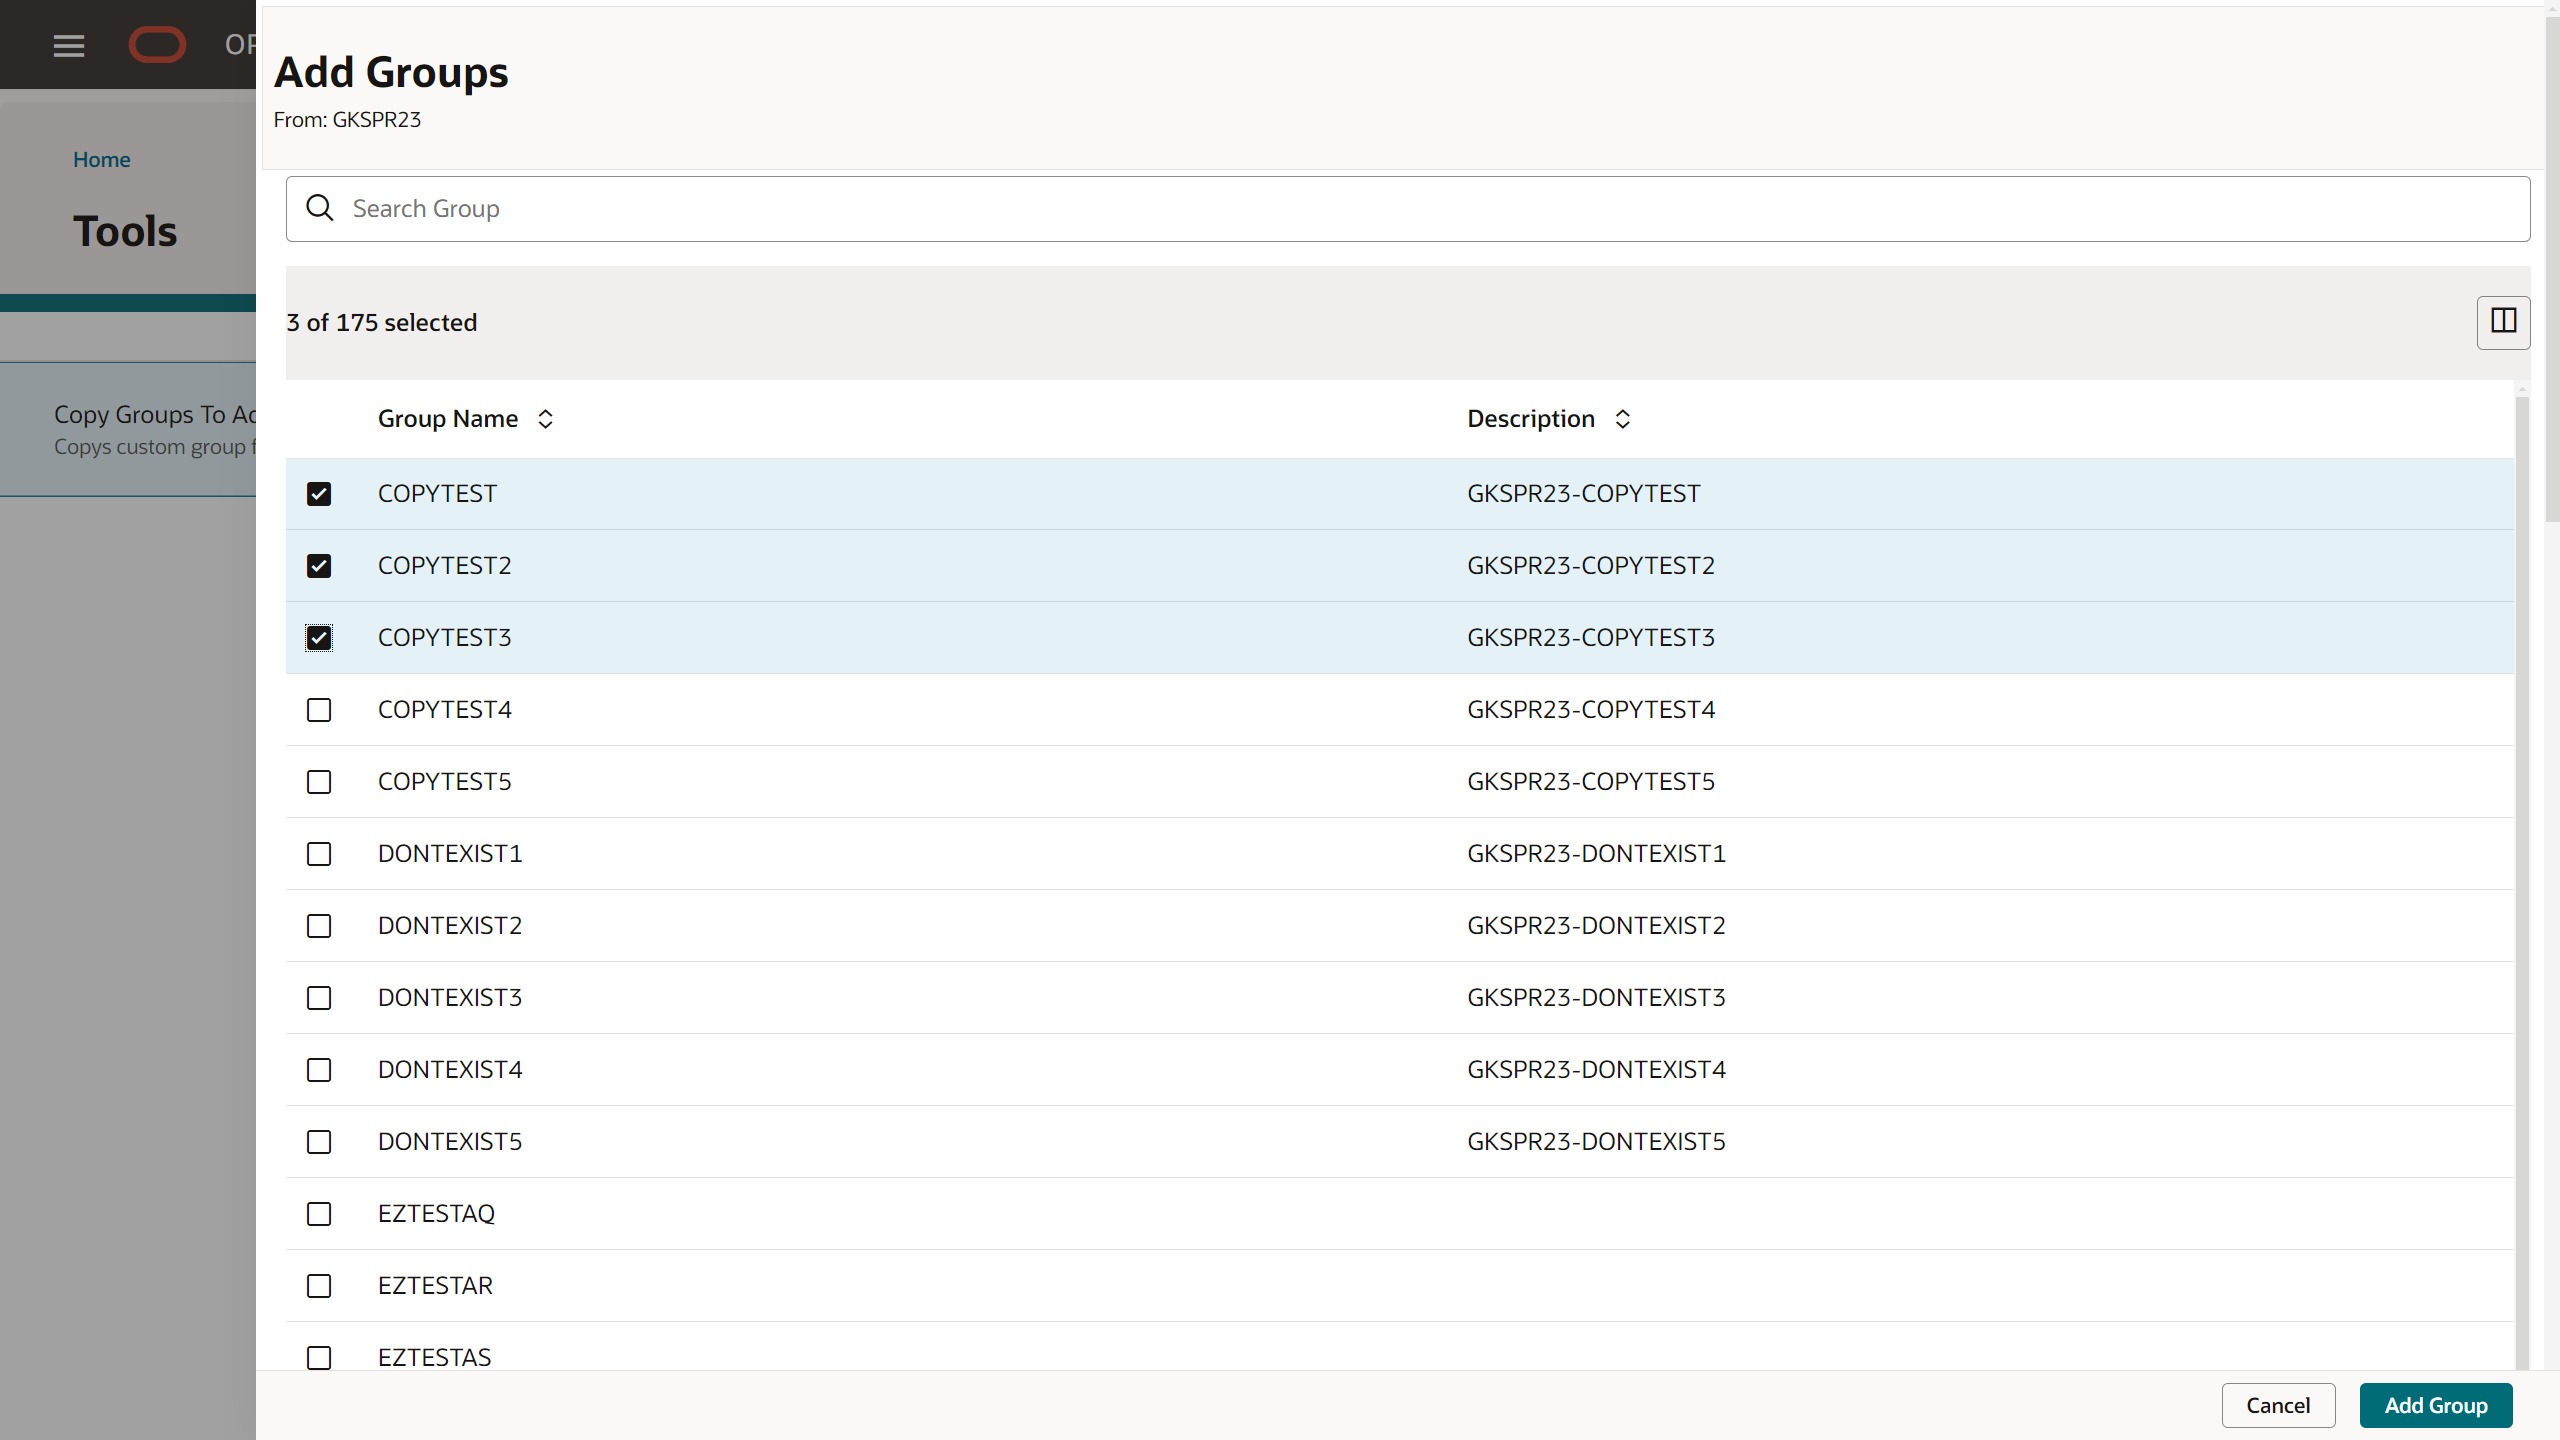 OP
Add Groups
From: GKSPR23
Home
Tools
Search Group
3 of 175 selected
Copy Groups To Ac
Copys custom group f
Group Name
Description
COPYTEST
GKSPR23-COPYTEST
COPYTEST2
GKSPR23-COPYTEST2
COPYTEST3
GKSPR23-COPYTEST3
COPYTEST4
GKSPR23-COPYTEST4
COPYTEST5
GKSPR23-COPYTEST5
DONTEXIST1
GKSPR23-DONTEXIST1
DONTEXIST2
GKSPR23-DONTEXIST2
DONTEXIST3
GKSPR23-DONTEXIST3
DONTEXIST4
GKSPR23-DONTEXIST4
DONTEXIST5
GKSPR23-DONTEXIST5
EZTESTAQ
EZTESTAR
EZTESTAS
Cancel
Add Group